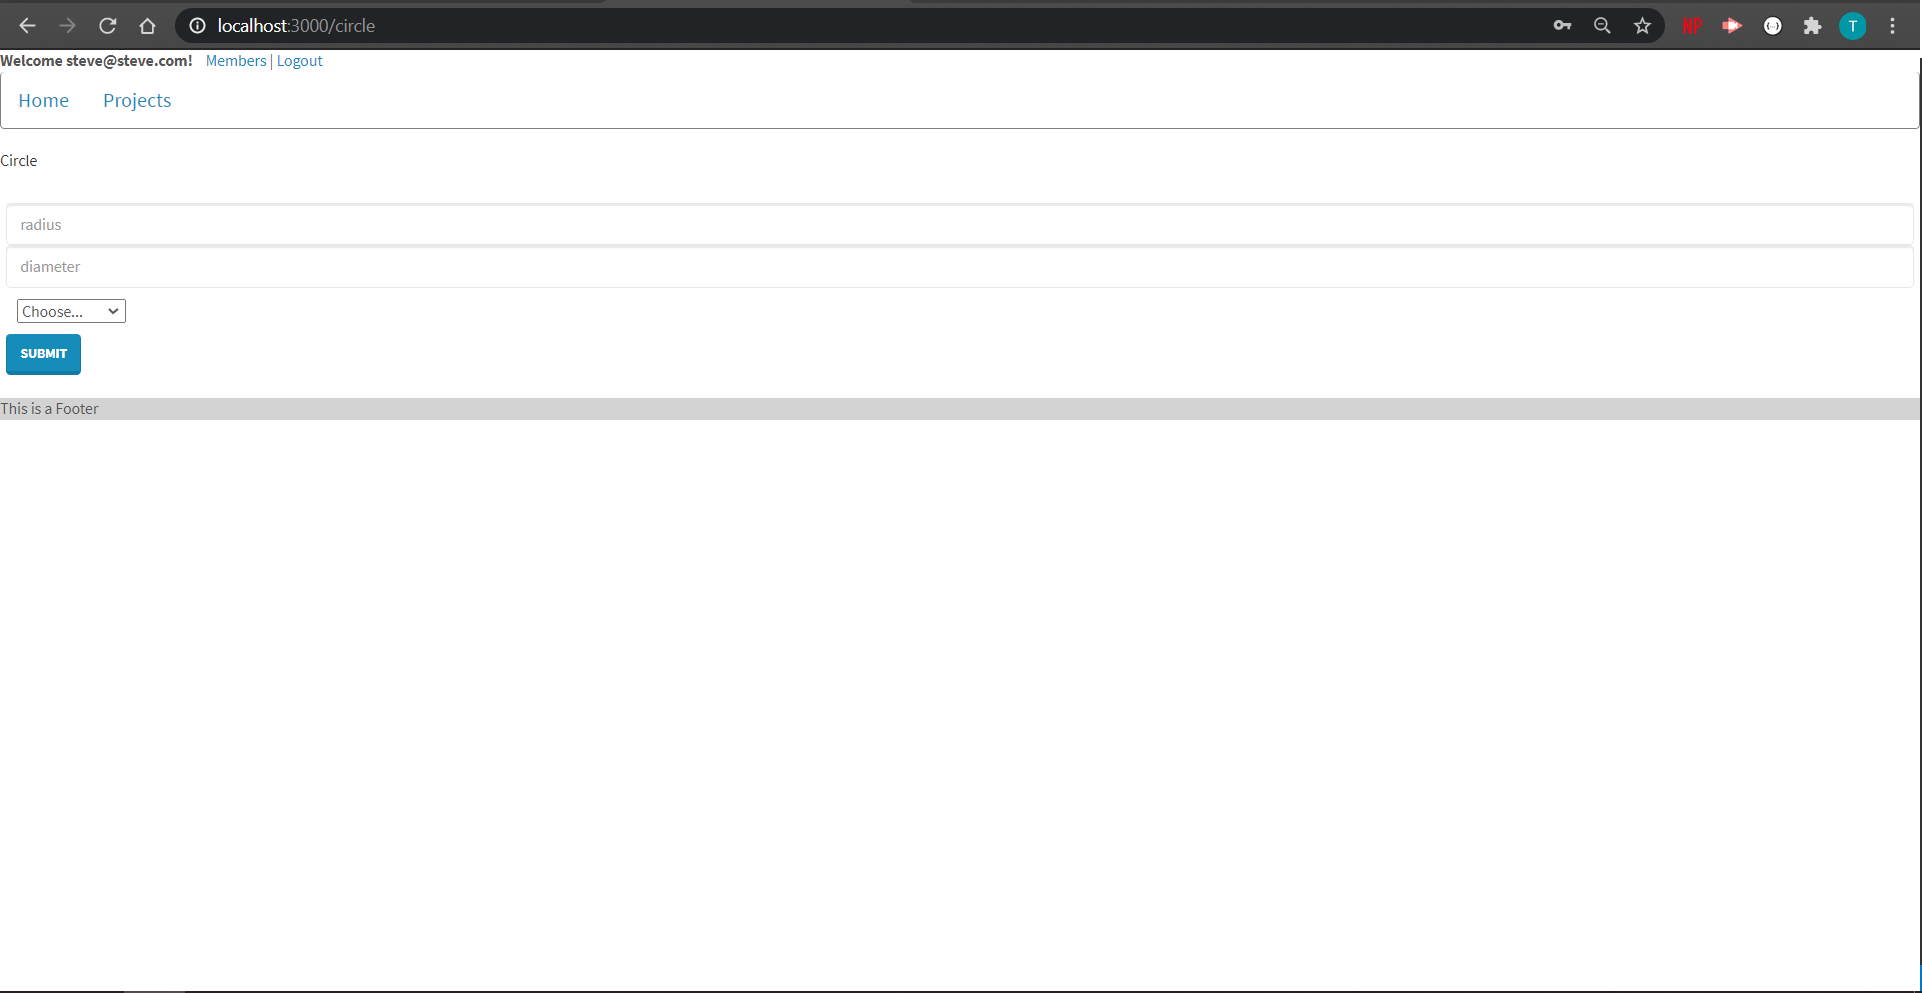 localhost:3000/circle
NP
T
Welcome steve@steve.com! Members | Logout
Home Projects
Circle
radius
diameter
Choose...
SUBMIT
This is a Footer